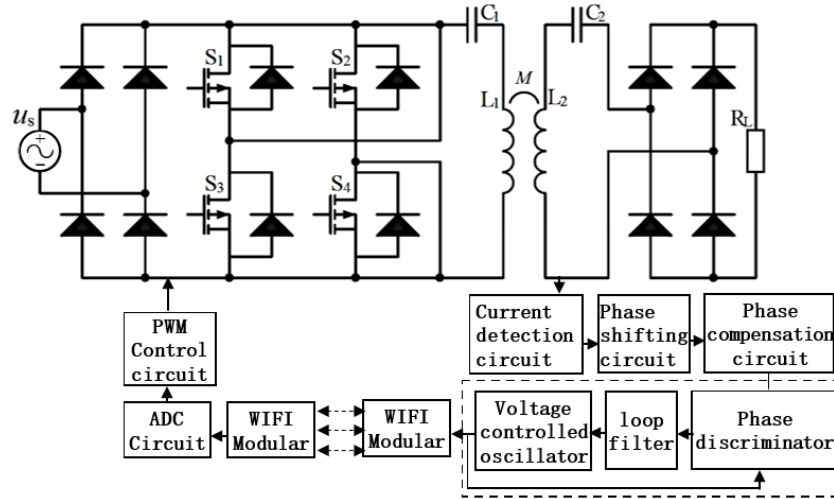 C1
C2
S1
S2
M
L1
L2
us
RL
S3
S4
PWM
Control
circuit
Current
detection
circuit
Phase
shifting
circuit
Phase
compensation
circuit
ADC
Circuit
WIFI
Modular
WIFI
Modular
Voltage
controlled
oscillator
loop
filter
Phase
discriminator